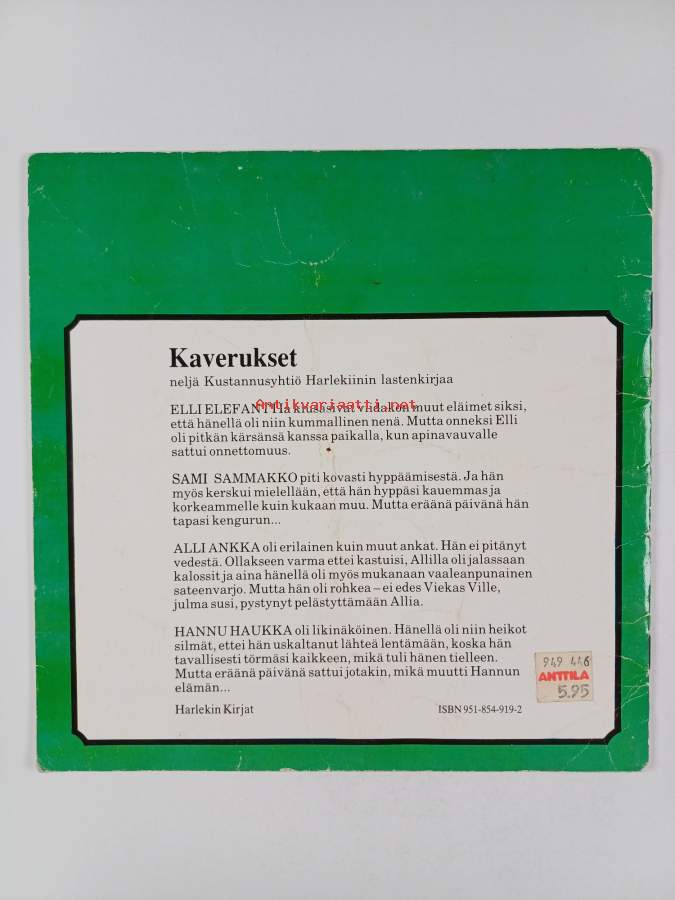 Kaverukset
neljä Kustannusyhtiö Harlekiinin lastenkirjaa
Antikvariaatti.net
ELLI ELEFANTTIa kiusasivat viidakon muut eläimet siksi,
että hänellä oli niin kummallinen nenä. Mutta onneksi Elli
oli pitkän kärsänsä kanssa paikalla, kun apinavauvalle
sattui onnettomuus.
SAMI SAMMAKKO piti kovasti hyppäämisestä. Ja hän
myös kerskui mielellään, että hän hyppäsi kauemmas ja
korkeammelle kuin kukaan muu. Mutta eräänä päivänä hän
tapasi kengurun...
ALLI ANKKA oli erilainen kuin muut ankat. Hän ei pitänyt
vedestä. Ollakseen varma ettei kastuisi, Allilla oli jalassaan
kalossit ja aina hänellä oli myös mukanaan vaaleanpunainen
sateenvarjo. Mutta hän oli rohkea – ei edes Viekas Ville,
julma susi, pystynyt pelästyttämään Allia.
HANNU HAUKKA oli likinäköinen. Hänellä oli niin heikot
silmät, ettei hän uskaltanut lähteä lentämään, koska hän
tavallisesti törmäsi kaikkeen, mikä tuli hänen tielleen.
Mutta eräänä päivänä sattui jotakin, mikä muutti Hannun
elämän...
949 446
ANTTILA
5.95
Harlekin Kirjat
ISBN 951-854-919-2